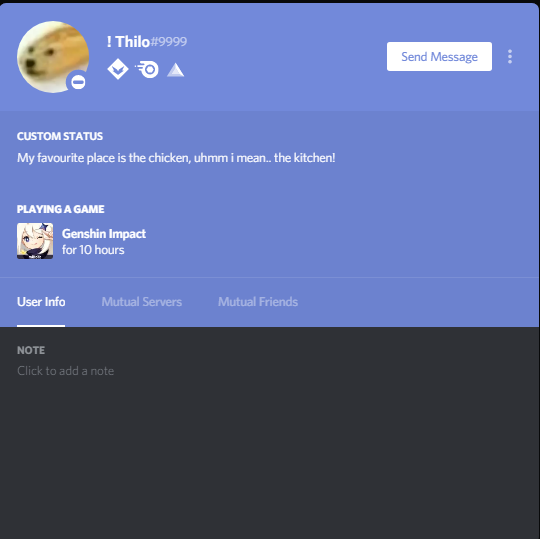 ! Thilo#9999
Send Message
CUSTOM STATUS
My favourite place is the chicken, uhmm i mean.. the kitchen!
PLAYING A GAME
Genshin Impact
for 10 hours
User Info
Mutual Servers
Mutual Friends
NOTE
Click to add a note